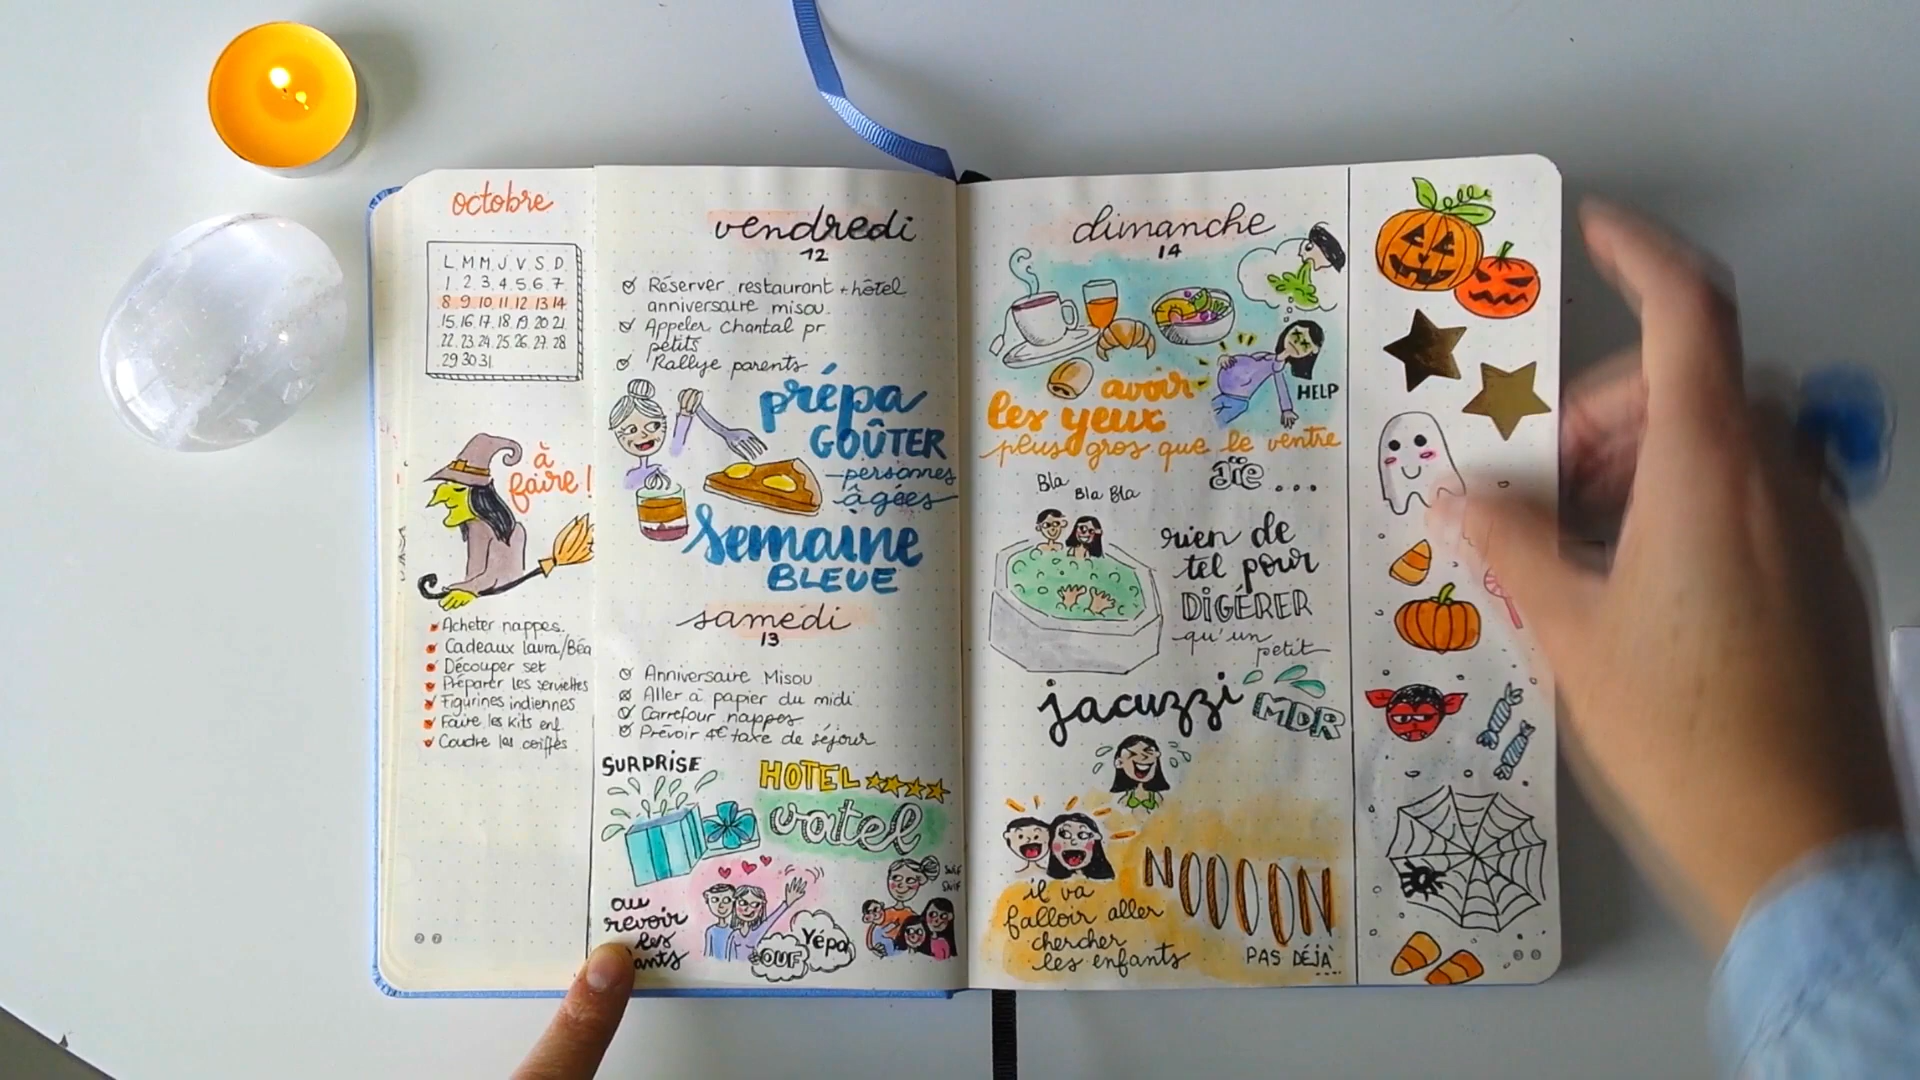 octobre
L M M J V S D
1 2 3 4 5 6 7
8 9 10 11 12 13 14
15 16 17 18 19 20 21
22 23 24 25 26 27 28
29 30 31
à
faire !
Acheter nappes
Cadeaux laura/Béa
Découper set
Préparer les serviettes
Figurines indiennes
Faire les kits enf.
Coudre les coiffes
vendredi
12
Réserver restaurant + hôtel
anniversaire misou.
Appeler Chantal pr
petits
Rallye parents
prépa
GOÛTER
personnes
âgées
Semaine
BLEUE
samedi
13
Anniversaire Misou
Aller à papier du midi
Carrefour nappes
Prévoir 4€ taxe de séjour
SURPRISE
HOTEL
vatel
au
revoir
les
OUF
Yépa
snif
snif
dimanche
14
HELP
avoir
les yeux
plus gros que le ventre
aïe ...
Bla
Bla Bla
rien de
tel pour
DIGÉRER
qu'un
petit
jacuzzi
MDR
il va
falloir aller
chercher
les enfants
NOOOON
PAS DÉJÀ
....